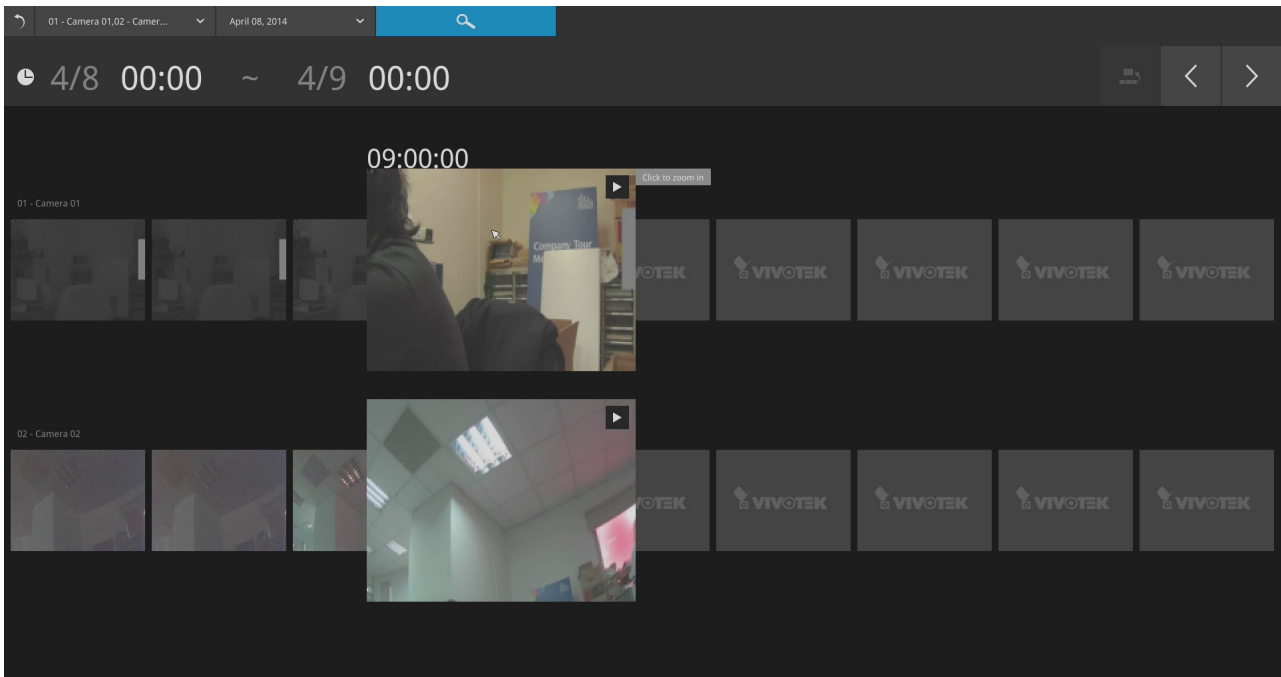 01 - Camera 01,02 - Camer...
April 08, 2014
4/8 00:00 ~ 4/9 00:00
09:00:00
Click to zoom in
01 - Camera 01
Company Tour
VIVOTEK
VIVOTEK
VIVOTEK
VIVOTEK
02 - Camera 02
VIVOTEK
VIVOTEK
VIVOTEK
VIVOTEK